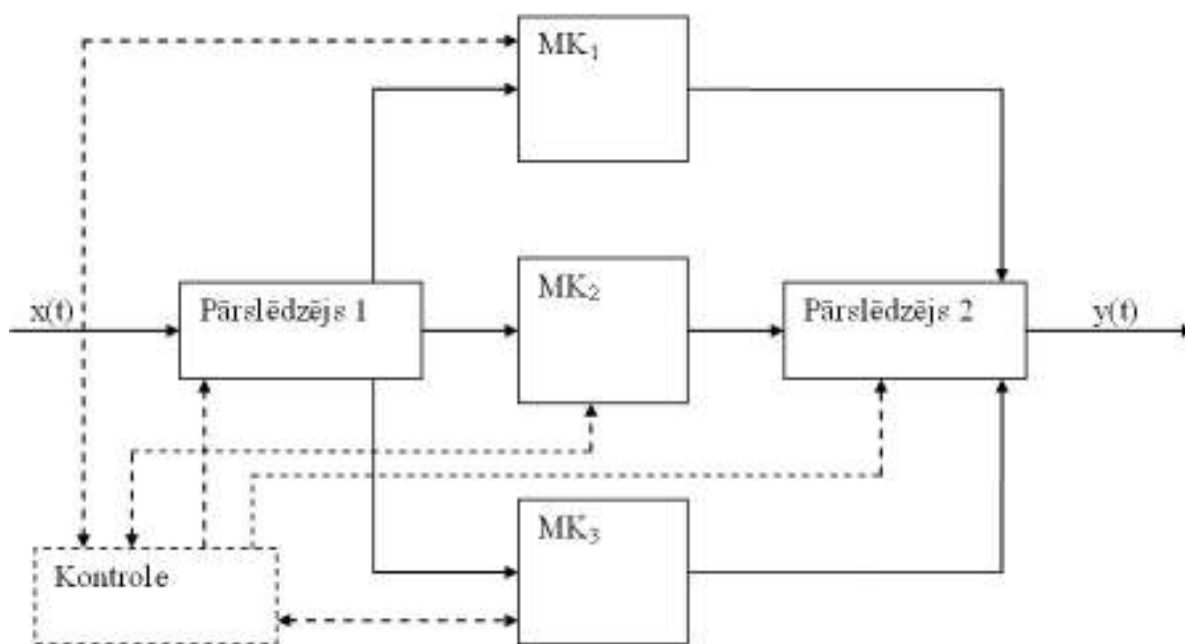 MK₁
x(t)
Pārslēdzējs 1
MK₂
Pārslēdzējs 2
y(t)
MK₃
Kontrole